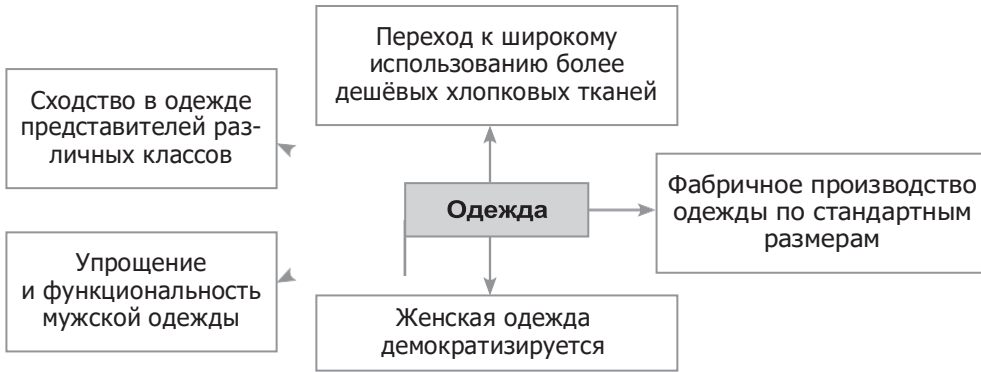 Переход к широкому
использованию более
дешёвых хлопковых тканей
Сходство в одежде
представителей раз-
личных классов
Одежда
Фабричное производство
одежды по стандартным
размерам
Упрощение
и функциональность
мужской одежды
Женская одежда
демократизируется